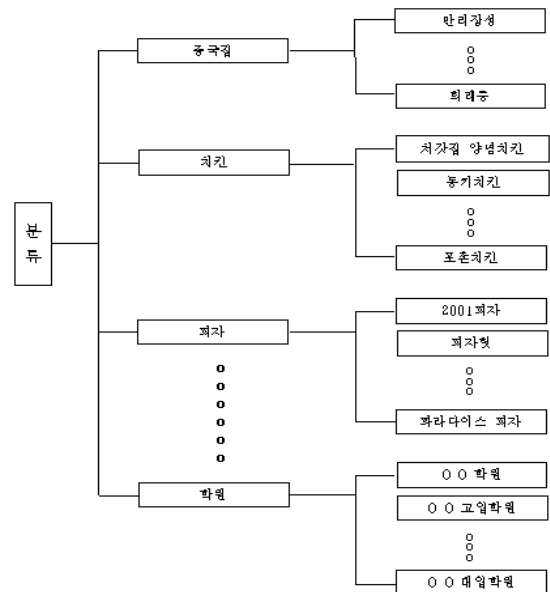 분
류
중국집
만리장성
희래등
치킨
처갓집 양념치킨
동키치킨
포촌치킨
피자
2001피자
피자헛
파라다이스 피자
학원
O O 학원
O O 고입학원
O O 대입학원